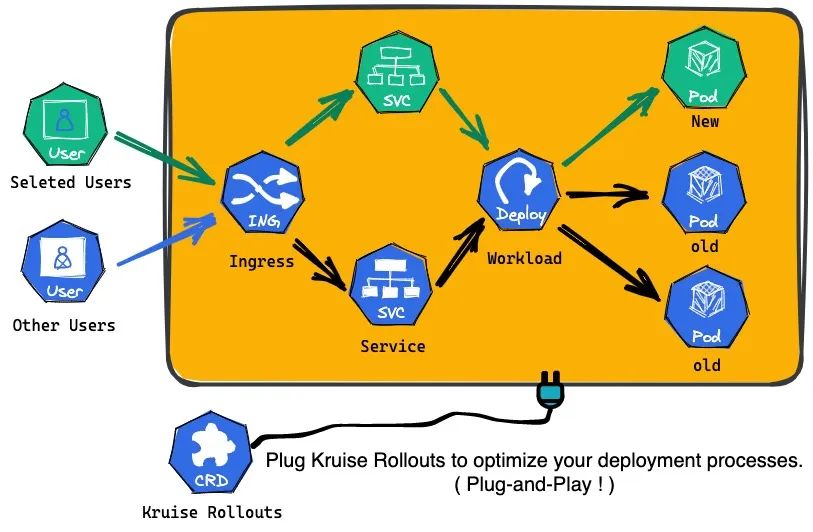 SVC
Pod
New
User
Seleted Users
ING
Ingress
Deploy
Workload
Pod
old
User
Other Users
SVC
Service
Pod
old
CRD
Kruise Rollouts
Plug Kruise Rollouts to optimize your deployment processes.
( Plug-and-Play ! )